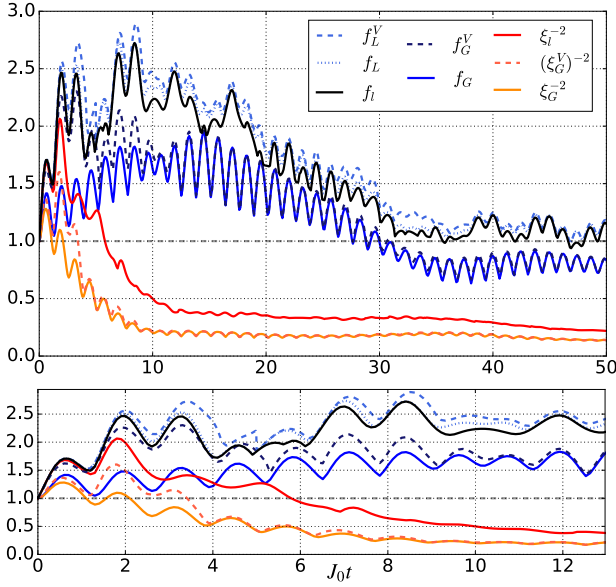 3.0
2.5
2.0
1.5
1.0
0.5
0.0
f_L^V
f_G^V
ξ_l^{-2}
f_L
f_G
(ξ_G^V)^{-2}
f_l
ξ_G^{-2}
0 10 20 30 40 50
2.5
2.0
1.5
1.0
0.5
0.0
0 2 4 6 8 10 12
J_0t